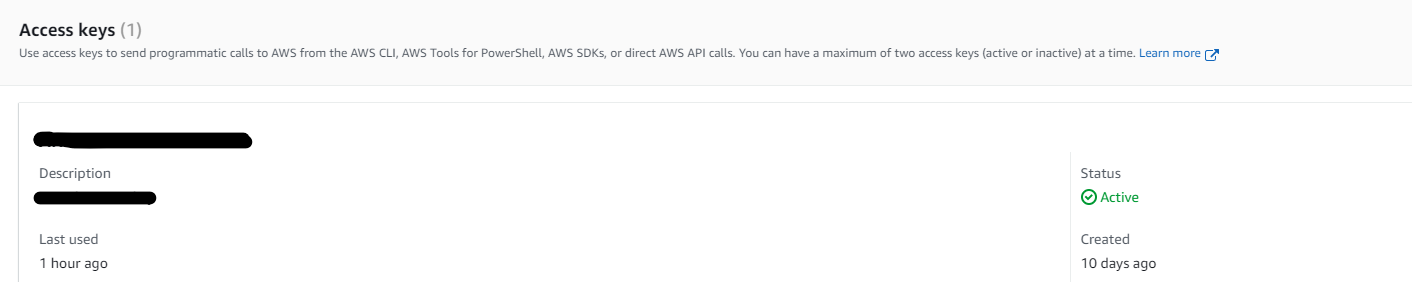 Access keys (1)
Use access keys to send programmatic calls to AWS from the AWS CLI, AWS Tools for PowerShell, AWS SDKs, or direct AWS API calls. You can have a maximum of two access keys (active or inactive) at a time. Learn more
Description
Status
Active
Last used
Created
1 hour ago
10 days ago